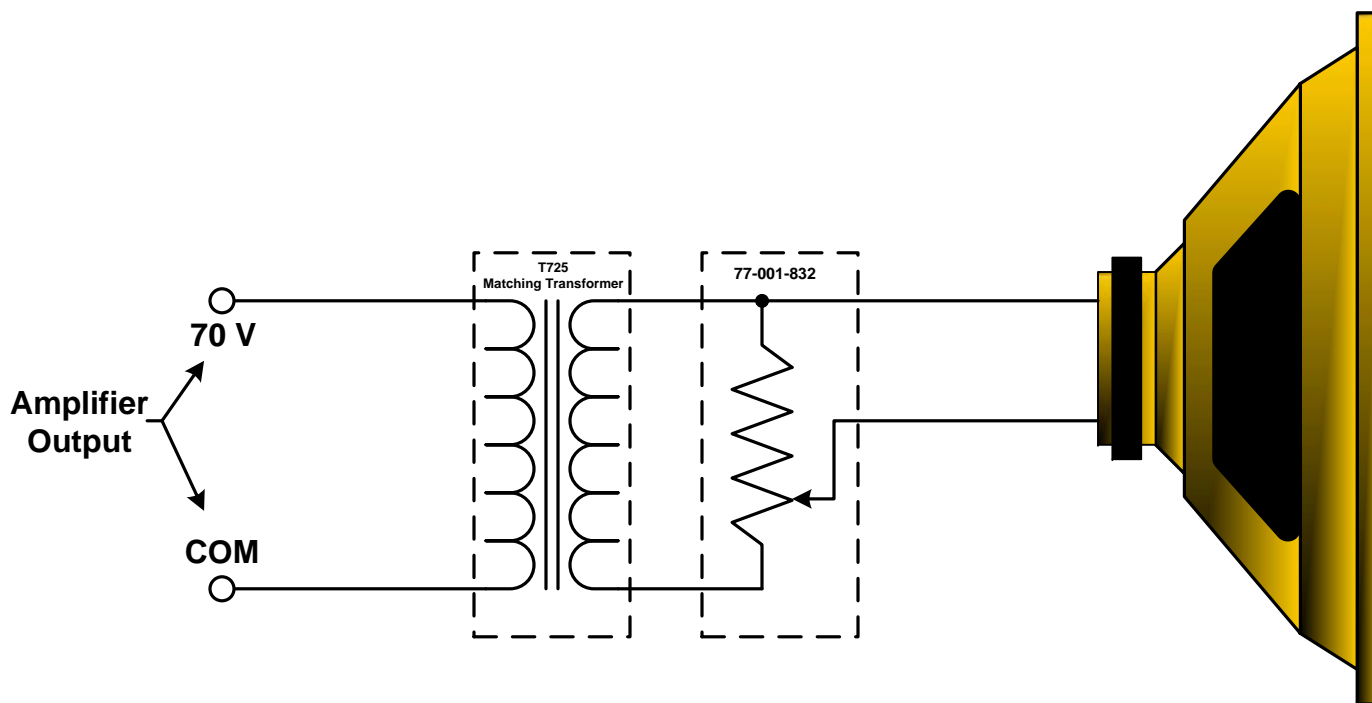 T725
Matching Transformer
77-001-832
70 V
Amplifier
Output
COM